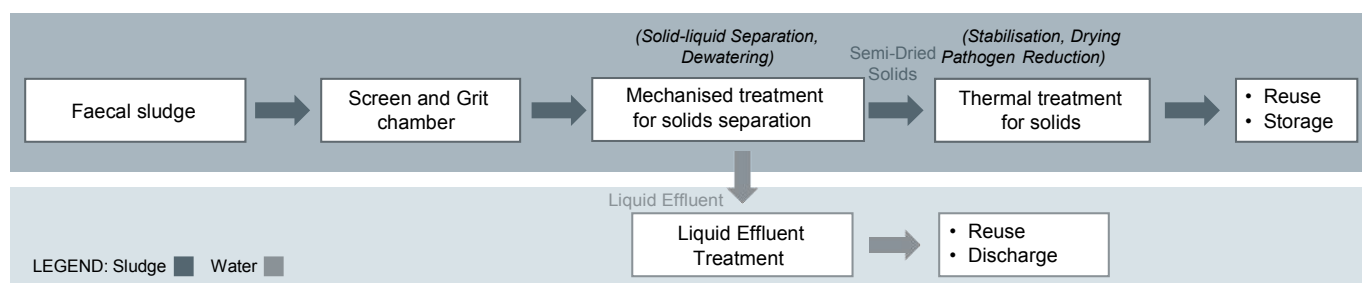 (Solid-liquid Separation,
Dewatering)
(Stabilisation, Drying
Pathogen Reduction)
Semi-Dried
Solids
Faecal sludge
Screen and Grit
chamber
Mechanised treatment
for solids separation
Thermal treatment
for solids
• Reuse
• Storage
Liquid Effluent
Liquid Effluent
Treatment
• Reuse
• Discharge
LEGEND: Sludge Water